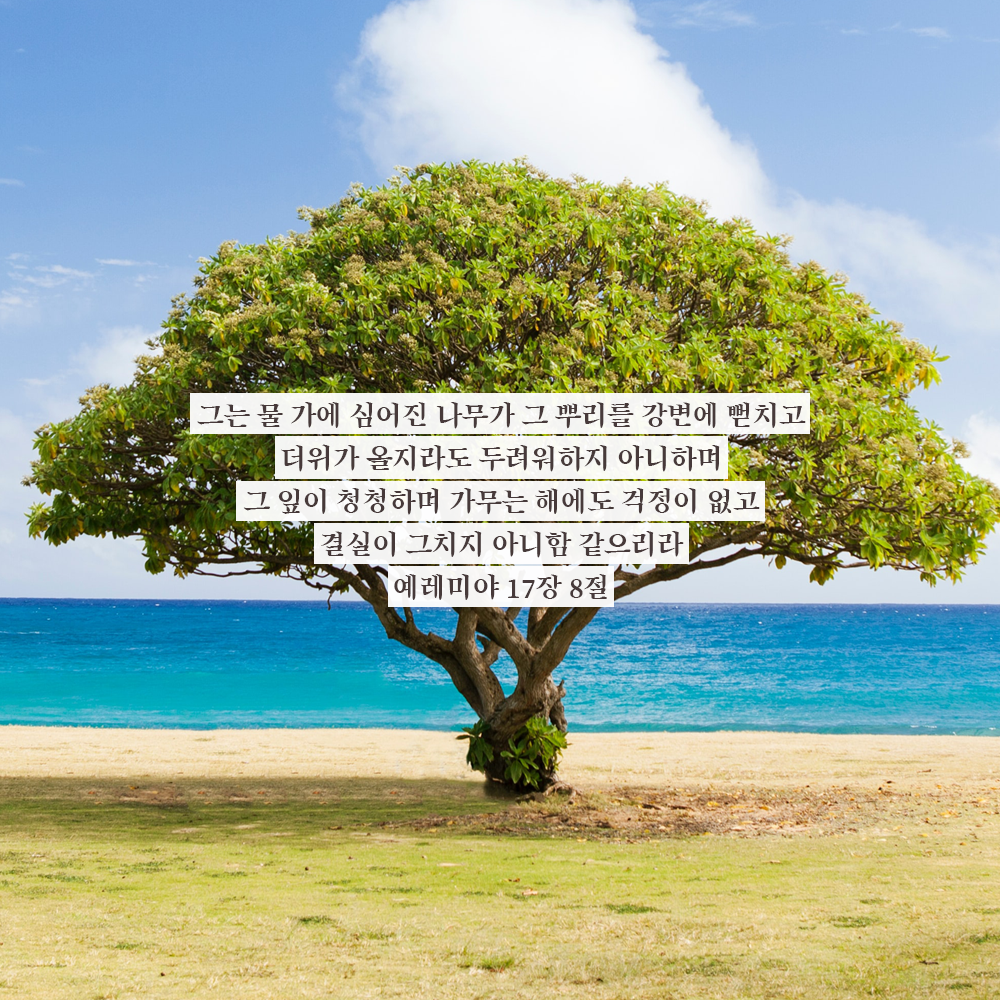 그는 물 가에 심어진 나무가 그 뿌리를 강변에 뻗치고
더위가 올지라도 두려워하지 아니하며
그 잎이 청청하며 가무는 해에도 걱정이 없고
결실이 그치지 아니함 같으리라
예레미야 17장 8절